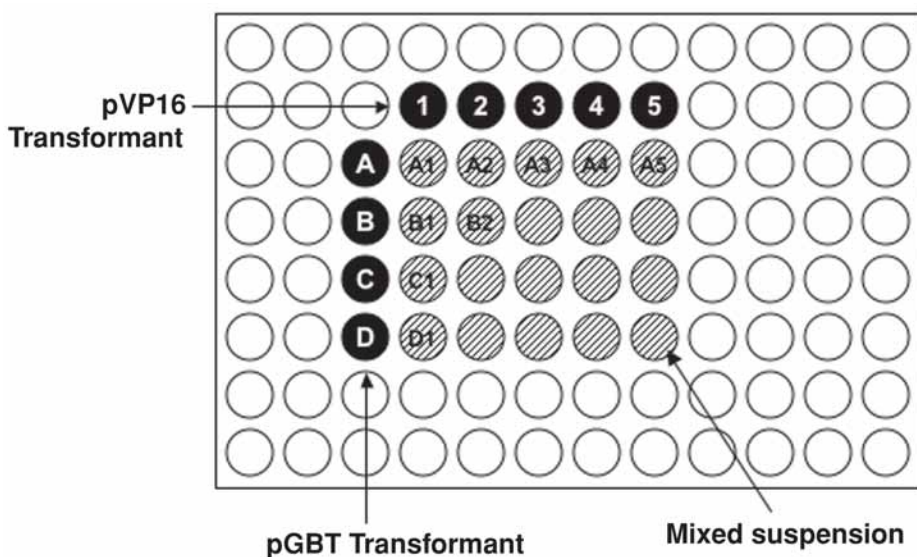 pVP16
Transformant
1 2 3 4 5
A A1 A2 A3 A4 A5
B B1 B2
C C1
D D1
pGBT Transformant
Mixed suspension